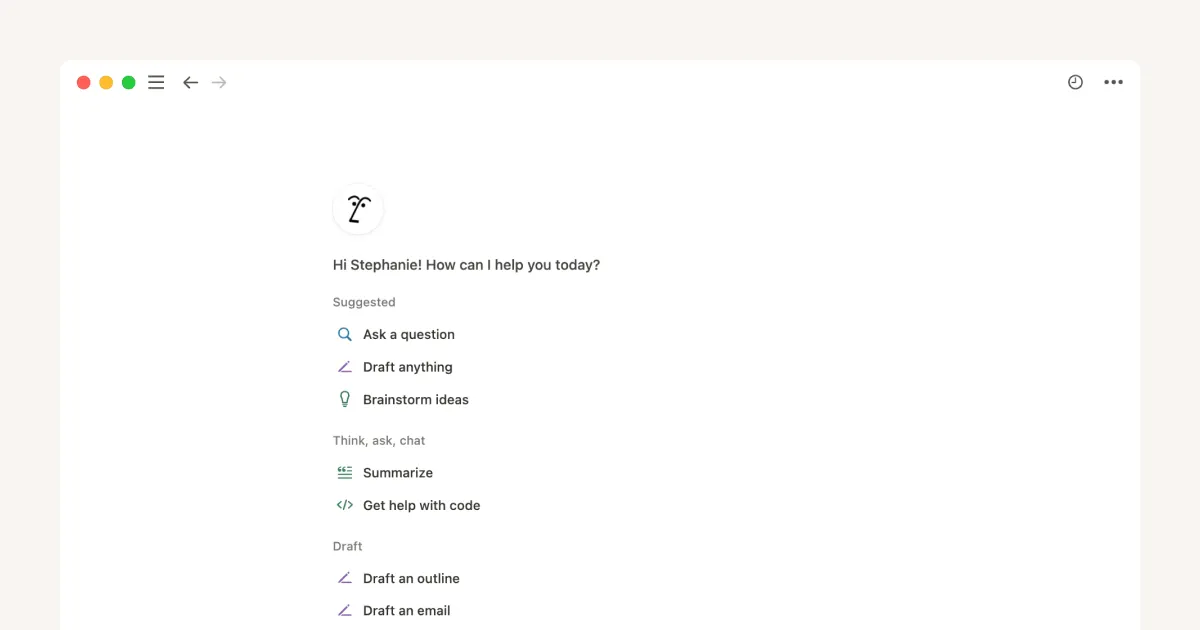 Hi Stephanie! How can I help you today?
Suggested
Ask a question
Draft anything
Brainstorm ideas
Think, ask, chat
Summarize
Get help with code
Draft
Draft an outline
Draft an email